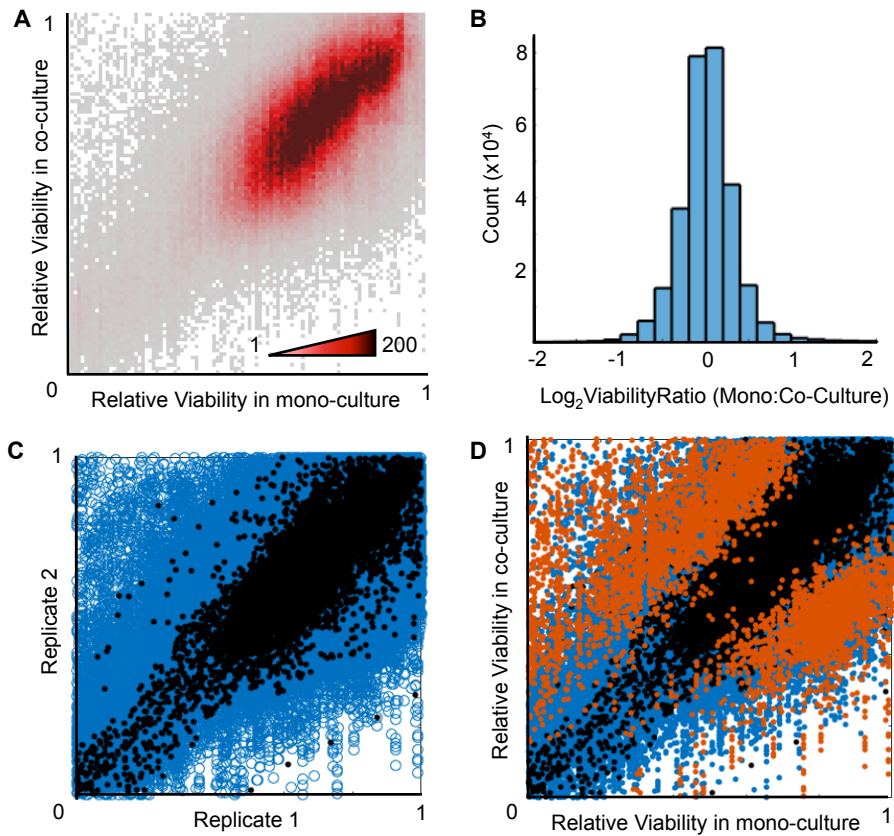 A
1
Relative Viability in co-culture
1
200
0
Relative Viability in mono-culture
1
B
8
6
4
2
Count (x10⁴)
-2
-1
0
1
2
Log₂ViabilityRatio (Mono:Co-Culture)
C
1
Replicate 2
0
Replicate 1
1
D
1
Relative Viability in co-culture
0
Relative Viability in mono-culture
1